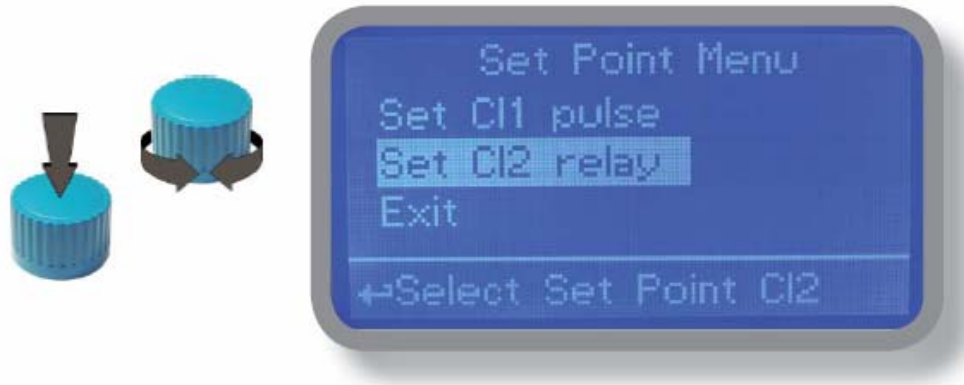 Set Point Menu
Set Cl1 pulse
Set Cl2 relay
Exit
↩Select Set Point Cl2